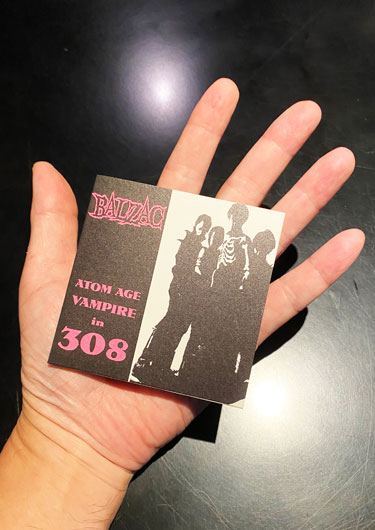 BALZAC
ATOM AGE
VAMPIRE
in
308